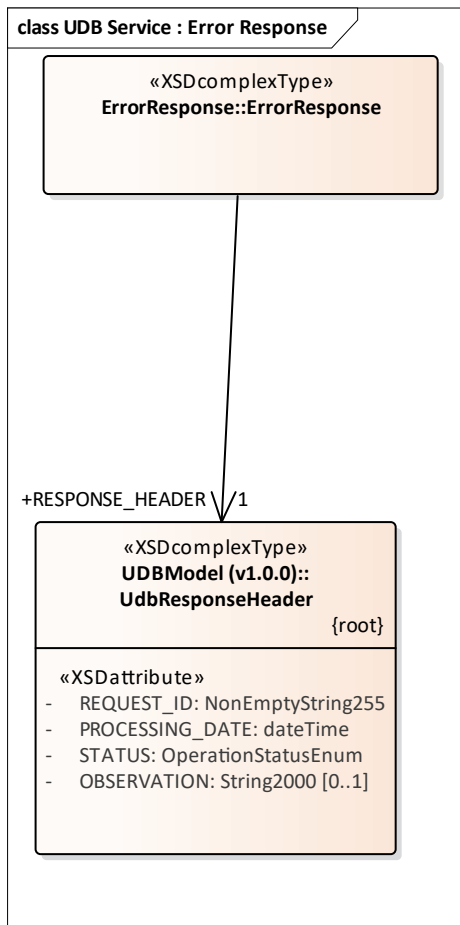 class UDB Service : Error Response
«XSDcomplexType»
ErrorResponse::ErrorResponse
+RESPONSE_HEADER 1
«XSDcomplexType»
UDBModel (v1.0.0)::
UdbResponseHeader
{root}
«XSDattribute»
- REQUEST_ID: NonEmptyString255
- PROCESSING_DATE: dateTime
- STATUS: OperationStatusEnum
- OBSERVATION: String2000 [0..1]